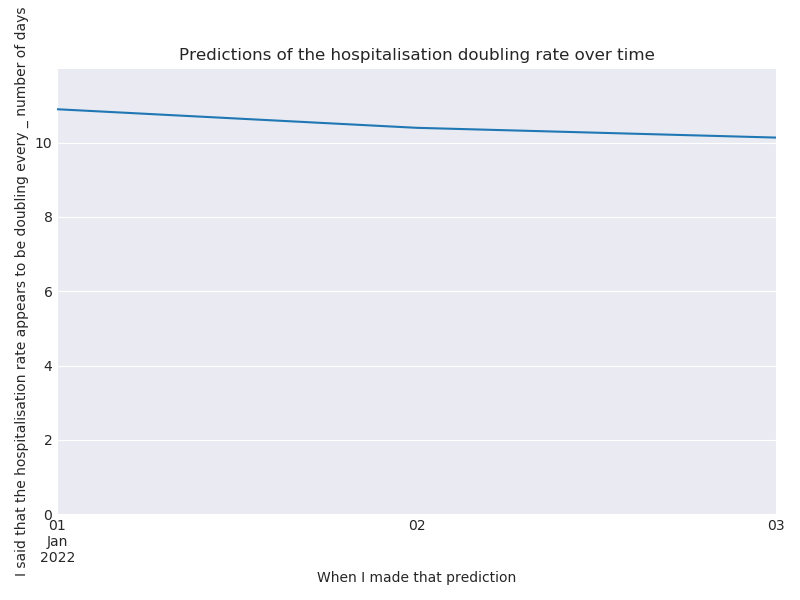 Predictions of the hospitalisation doubling rate over time
I said that the hospitalisation rate appears to be doubling every _ number of days
10
8
6
4
2
0
01 02 03
Jan
2022
When I made that prediction